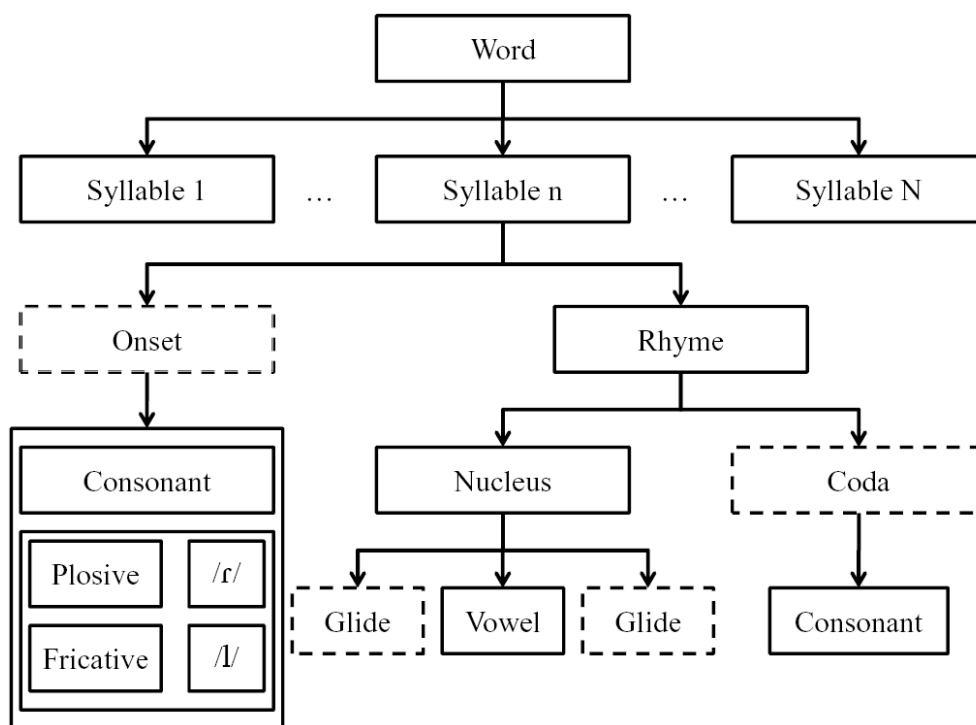 Word
Syllable 1 … Syllable n … Syllable N
Onset Rhyme
Consonant Nucleus Coda
Plosive /ɾ/
Glide Vowel Glide Consonant
Fricative /l/